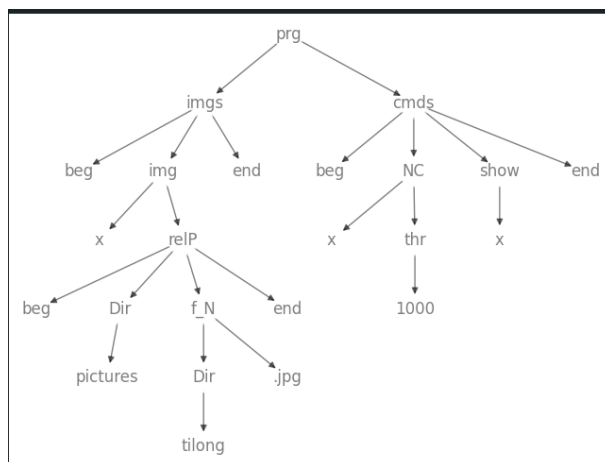 prg
imgs cmds
beg img end beg NC show end
x relP x thr x
beg Dir f_N end 1000
pictures Dir .jpg
tilong